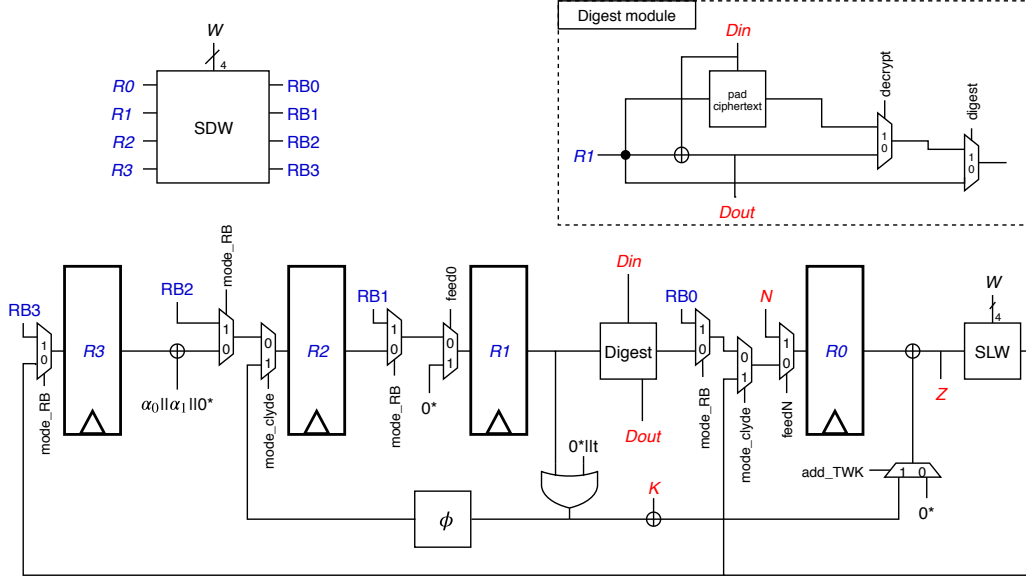 W
4
R0
R1
R2
R3
SDW
RB0
RB1
RB2
RB3
Digest module
Din
pad
ciphertext
decrypt
digest
R1
1
0
1
0
Dout
RB3
1
0
mode_RB
R3
α₀||α₁||0*
RB2
mode_RB
1
0
0
1
mode_clyde
R2
RB1
1
0
mode_RB
feed0
1
0
0*
R1
Din
Digest
Dout
0*||t
RB0
1
0
mode_RB
0
1
mode_clyde
N
1
0
feedN
R0
W
4
SLW
Z
add_TWK
1 0
0*
K
ϕ